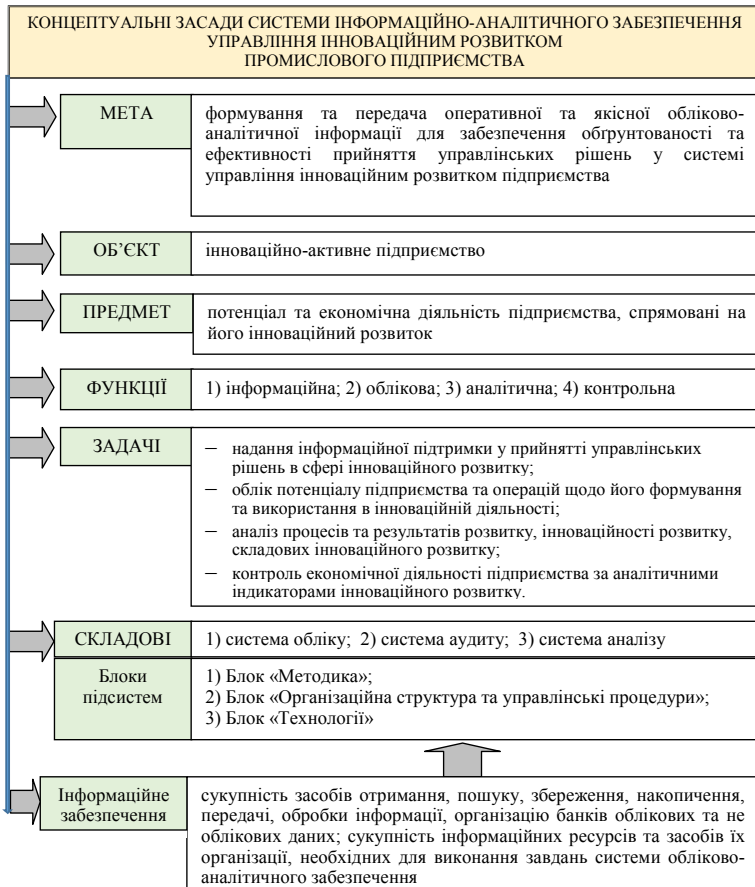 КОНЦЕПТУАЛЬНІ ЗАСАДИ СИСТЕМИ ІНФОРМАЦІЙНО-АНАЛІТИЧНОГО ЗАБЕЗПЕЧЕННЯ
УПРАВЛІННЯ ІННОВАЦІЙНИМ РОЗВИТКОМ
ПРОМИСЛОВОГО ПІДПРИЄМСТВА
МЕТА
формування та передача оперативної та якісної обліково-
аналітичної інформації для забезпечення обґрунтованості та
ефективності прийняття управлінських рішень у системі
управління інноваційним розвитком підприємства
ОБ’ЄКТ
інноваційно-активне підприємство
ПРЕДМЕТ
потенціал та економічна діяльність підприємства, спрямовані на
його інноваційний розвиток
ФУНКЦІЇ
1) інформаційна; 2) облікова; 3) аналітична; 4) контрольна
ЗАДАЧІ
– надання інформаційної підтримки у прийнятті управлінських
рішень в сфері інноваційного розвитку;
– облік потенціалу підприємства та операцій щодо його формування
та використання в інноваційній діяльності;
– аналіз процесів та результатів розвитку, інноваційності розвитку,
складових інноваційного розвитку;
– контроль економічної діяльності підприємства за аналітичними
індикаторами інноваційного розвитку.
СКЛАДОВІ
1) система обліку; 2) система аудиту; 3) система аналізу
Блоки
підсистем
1) Блок «Методика»;
2) Блок «Організаційна структура та управлінські процедури»;
3) Блок «Технології»
Інформаційне
забезпечення
сукупність засобів отримання, пошуку, збереження, накопичення,
передачі, обробки інформації, організацію банків облікових та не
облікових даних; сукупність інформаційних ресурсів та засобів їх
організації, необхідних для виконання завдань системи обліково-
аналітичного забезпечення